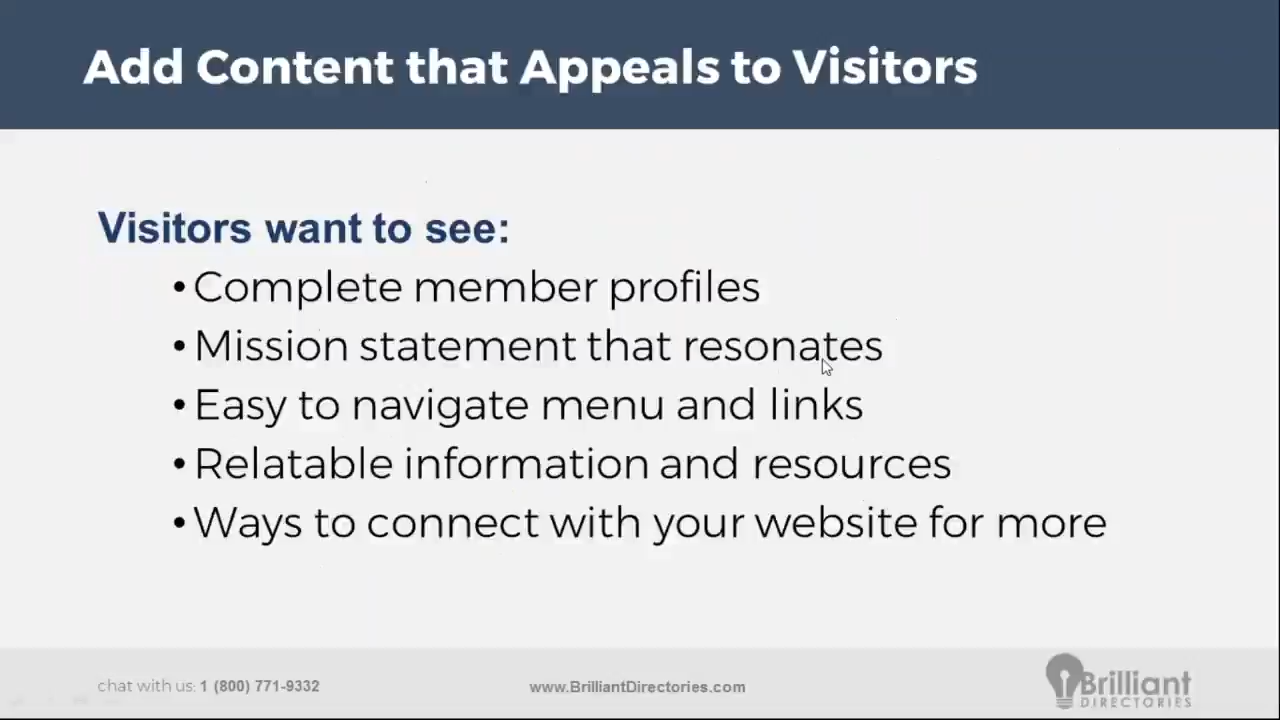 Add Content that Appeals to Visitors
Visitors want to see:
• Complete member profiles
• Mission statement that resonates
• Easy to navigate menu and links
• Relatable information and resources
• Ways to connect with your website for more
chat with us: 1 (800) 771-9332
www.BrilliantDirectories.com
Brilliant
DIRECTORIES